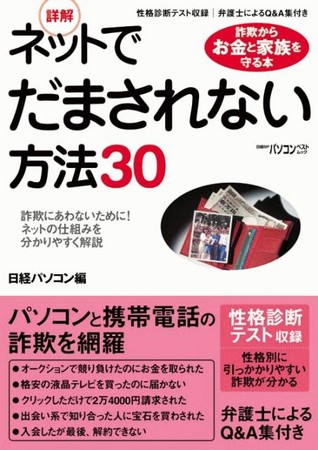 性格診断テスト収録|弁護士によるQ&A集付き
詳解
詐欺から
お金と家族を
守る本
ネットで
だまされない
方法30
日経BPパソコンベストムック
詐欺にあわないために!
ネットの仕組みを
分かりやすく解説
日経パソコン編
パソコンと携帯電話の
詐欺を網羅
●オークションで競り負けたのにお金を取られた
●格安の液晶テレビを買ったのに届かない
●クリックしただけで2万4000円請求された
●出会い系で知り合った人に宝石を買わされた
●入会したが最後、解約できない
性格診断
テスト収録
性格別に
引っかかりやすい
詐欺が分かる
弁護士による
Q&A集付き